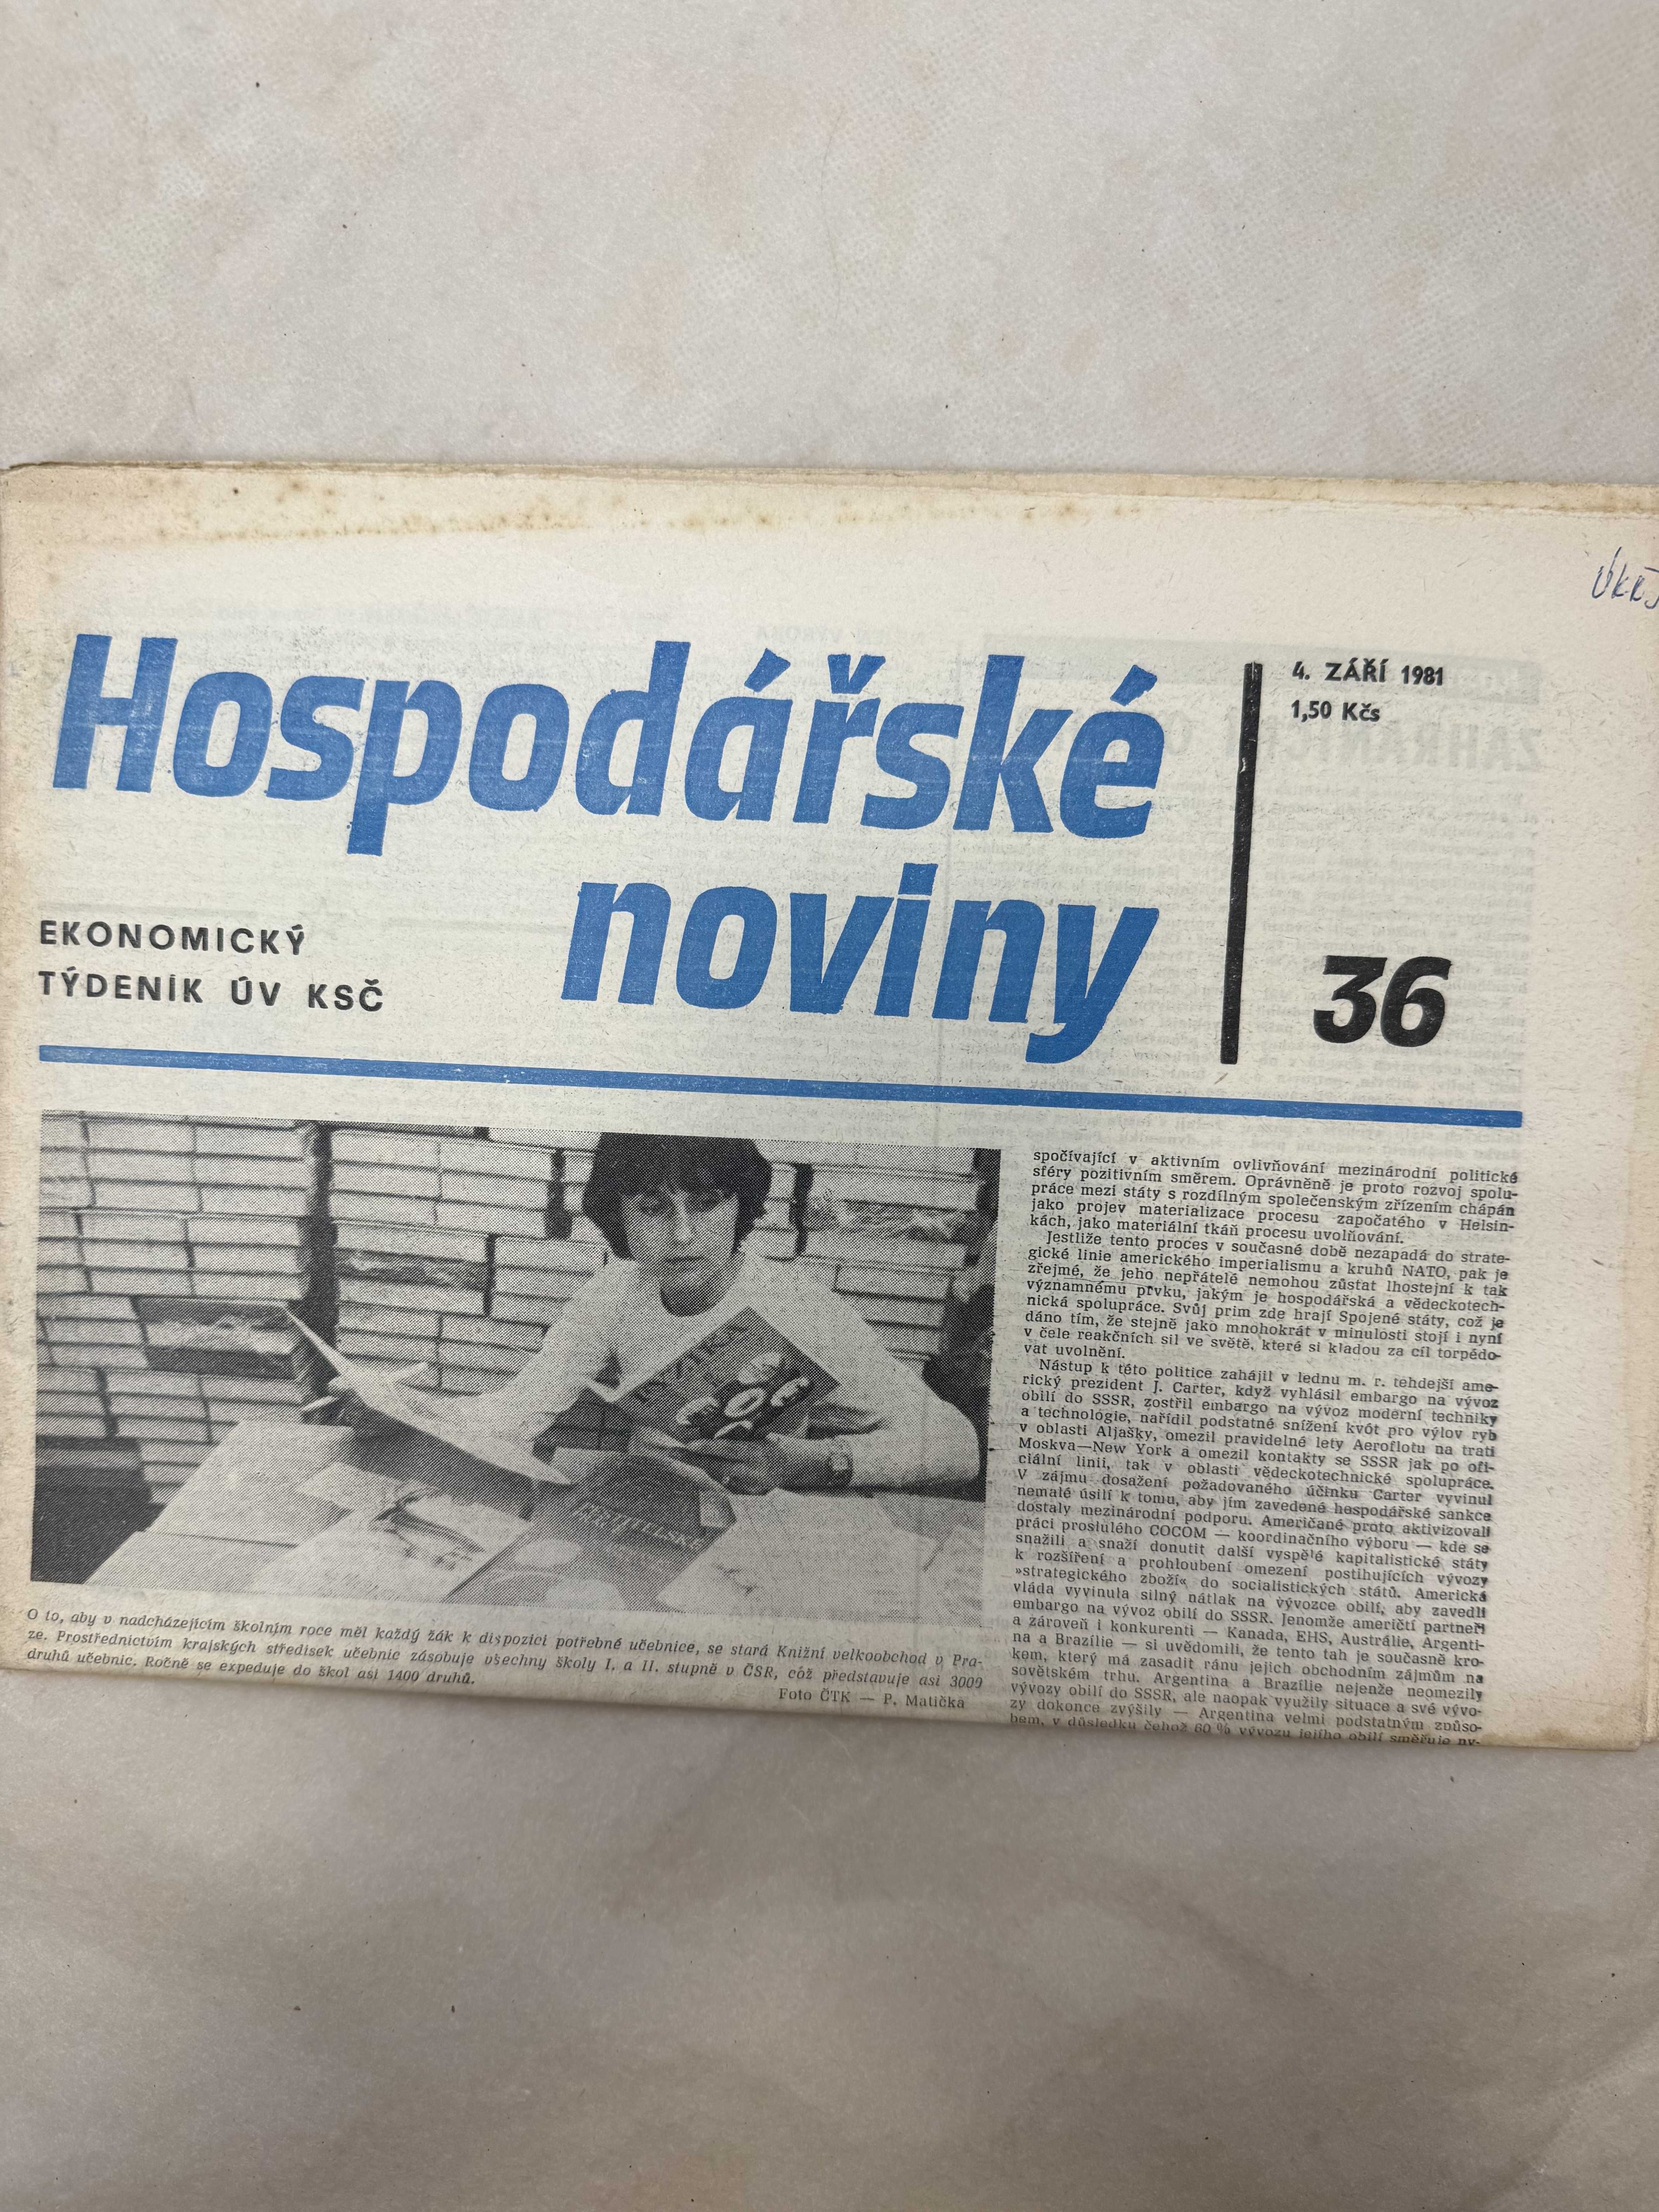 Hospodářské
noviny
EKONOMICKÝ
TÝDENÍK ÚV KSČ
4. ZÁŘÍ 1981
1,50 Kčs
36
O to, aby v nadcházejícím školním roce měl každý žák k dispozici potřebné učebnice, se stará Knižní velkoobchod v Pra-
ze. Prostřednictvím krajských středisek učebnic zásobuje všechny školy I. a II. stupně v ČSR, což představuje asi 3000
druhů učebnic. Ročně se expeduje do škol asi 1400 druhů.
Foto ČTK — P. Matička
spočívající v aktivním ovlivňování mezinárodní politické
sféry pozitivním směrem. Oprávněně je proto rozvoj spolu-
práce mezi státy s rozdílným společenským zřízením chápán
jako projev materializace procesu započatého v Helsin-
kách, jako materiální tkáň procesu uvolňování.
Jestliže tento proces v současné době nezapadá do strate-
gické linie amerického imperialismu a kruhů NATO, pak je
zřejmé, že jeho nepřátelé nemohou zůstat lhostejní k tak
významnému prvku, jakým je hospodářská a vědeckotech-
nická spolupráce. Svůj prim zde hrají Spojené státy, což je
dáno tím, že stejně jako mnohokrát v minulosti stojí i nyní
v čele reakčních sil ve světě, které si kladou za cíl torpédo-
vat uvolnění.
Nástup k této politice zahájil v lednu m. r. tehdejší ame-
rický prezident J. Carter, když vyhlásil embargo na vývoz
obilí do SSSR, zostřil embargo na vývoz moderní techniky
a technologie, nařídil podstatné snížení kvót pro výlov ryb
v oblasti Aljašky, omezil pravidelné lety Aeroflotu na trati
Moskva—New York a omezil kontakty se SSSR jak po ofi-
ciální linii, tak v oblasti vědeckotechnické spolupráce.
V zájmu dosažení požadovaného účinku Carter vyvinul
nemalé úsilí k tomu, aby jím zavedené hospodářské sankce
dostaly mezinárodní podporu. Američané proto aktivizovali
práci proslulého COCOM — koordinačního výboru — kde se
snažili a snaží donutit další vyspělé kapitalistické státy
k rozšíření a prohloubení omezení postihujících vývozy
»strategického zboží« do socialistických států. Americká
vláda vyvinula silný nátlak na vývozce obilí, aby zavedli
embargo na vývoz obilí do SSSR. Jenomže američtí partneři
a zároveň i konkurenti — Kanada, EHS, Austrálie, Argenti-
na a Brazílie — si uvědomili, že tento tah je současně kro-
kem, který má zasadit ránu jejich obchodním zájmům na
sovětském trhu. Argentina a Brazílie nejenže neomezily
vývozy obilí do SSSR, ale naopak využily situace a své vývo-
zy dokonce zvýšily — Argentina velmi podstatným způso-
bem, v důsledku čehož 60 % vývozu jejího obilí směřuje ny-